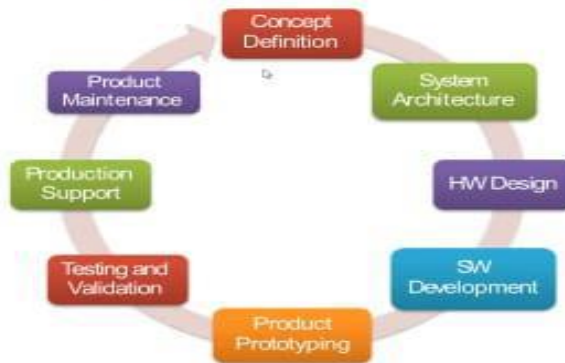 Concept
Definition
System
Architecture
HW Design
SW
Development
Product
Prototyping
Testing and
Validation
Production
Support
Product
Maintenance